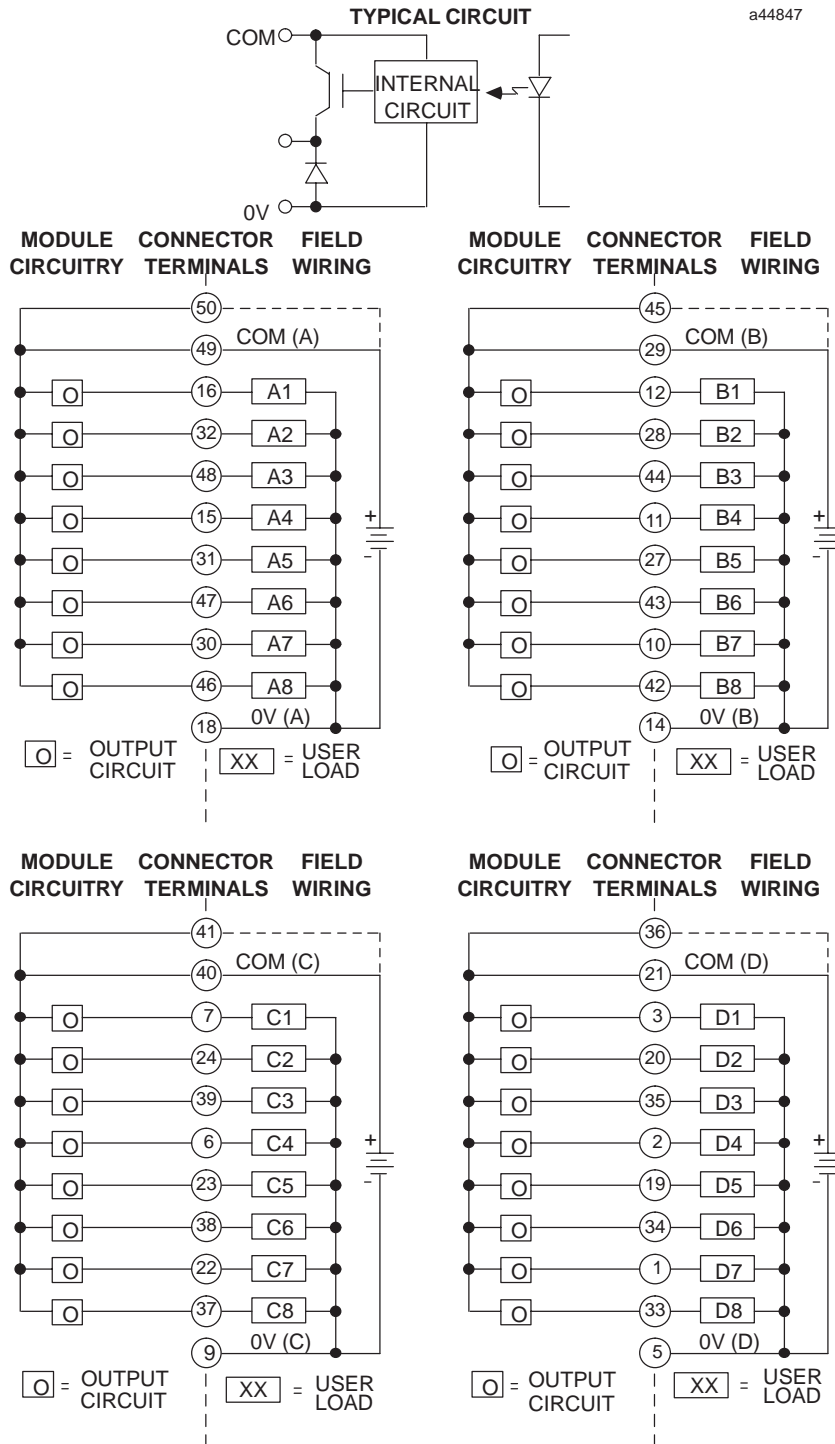 TYPICAL CIRCUIT
a44847
COM
INTERNAL
CIRCUIT
0V
MODULE CONNECTOR FIELD
CIRCUITRY TERMINALS WIRING
50
49 COM (A)
O 16 A1
O 32 A2
O 48 A3
O 15 A4
+
O 31 A5
-
O 47 A6
O 30 A7
O 46 A8
18 0V (A)
O = OUTPUT CIRCUIT XX = USER LOAD
MODULE CONNECTOR FIELD
CIRCUITRY TERMINALS WIRING
45
29 COM (B)
O 12 B1
O 28 B2
O 44 B3
O 11 B4
+
O 27 B5
-
O 43 B6
O 10 B7
O 42 B8
14 0V (B)
O = OUTPUT CIRCUIT XX = USER LOAD
MODULE CONNECTOR FIELD
CIRCUITRY TERMINALS WIRING
41
40 COM (C)
O 7 C1
O 24 C2
O 39 C3
O 6 C4
+
O 23 C5
-
O 38 C6
O 22 C7
O 37 C8
9 0V (C)
O = OUTPUT CIRCUIT XX = USER LOAD
MODULE CONNECTOR FIELD
CIRCUITRY TERMINALS WIRING
36
21 COM (D)
O 3 D1
O 20 D2
O 35 D3
O 2 D4
+
O 19 D5
-
O 34 D6
O 1 D7
O 33 D8
5 0V (D)
O = OUTPUT CIRCUIT XX = USER LOAD